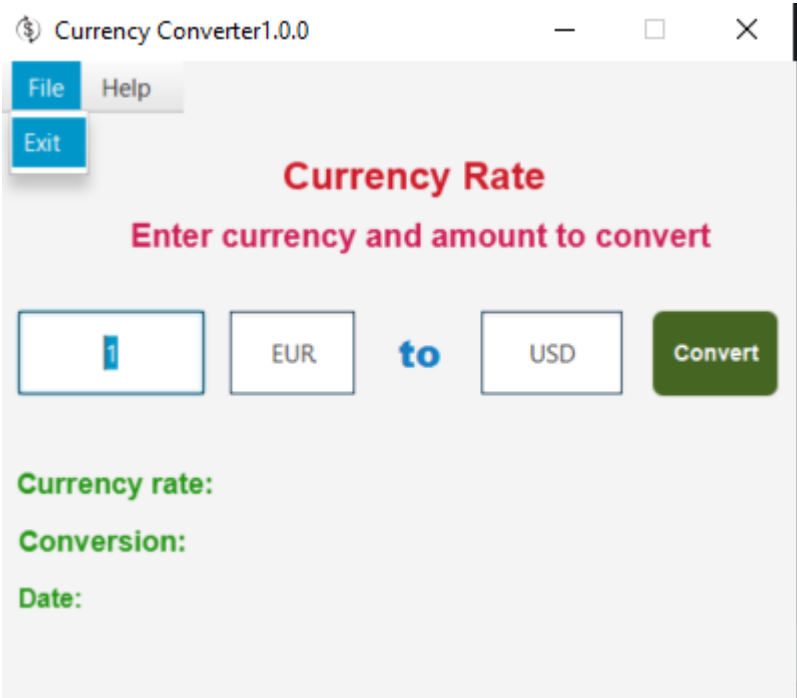 Currency Converter1.0.0
File Help
Exit
Currency Rate
Enter currency and amount to convert
1 EUR to USD Convert
Currency rate:
Conversion:
Date: